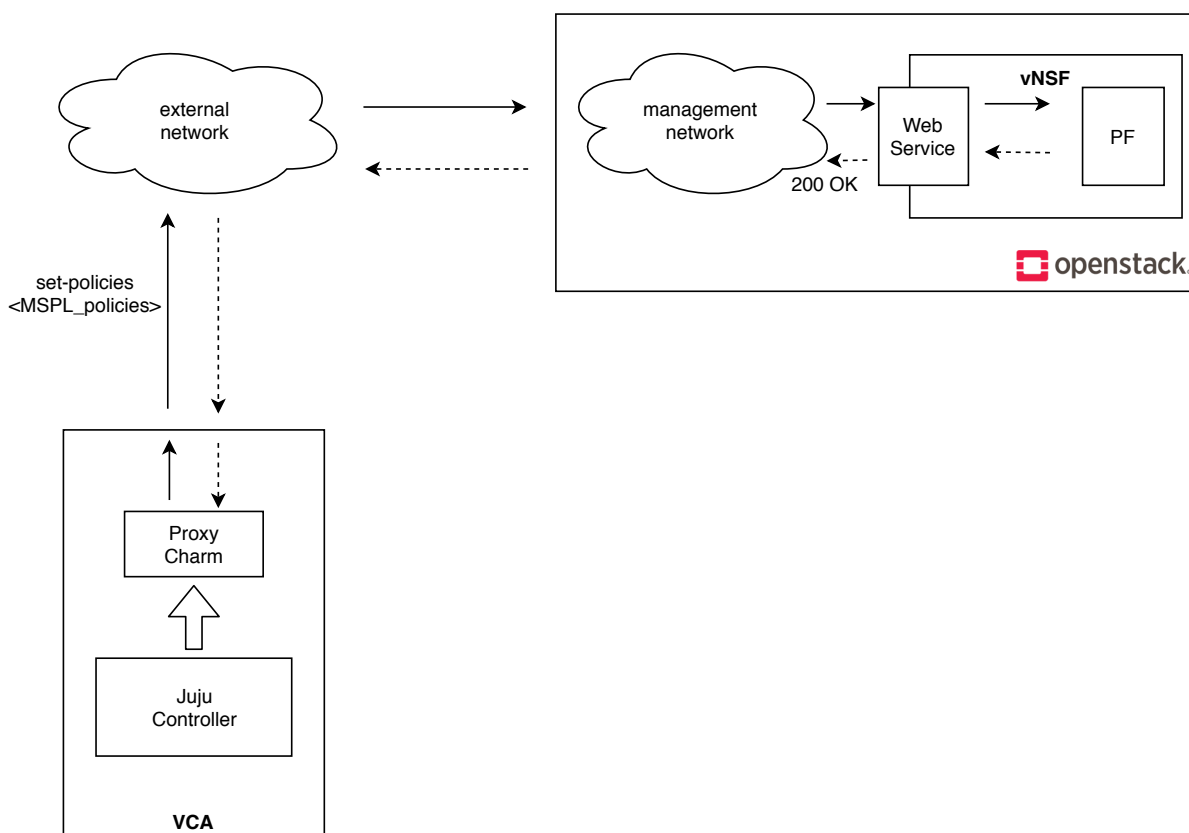 external
network
management
network
vNSF
Web
Service
PF
200 OK
openstack.
set-policies
<MSPL_policies>
Proxy
Charm
Juju
Controller
VCA